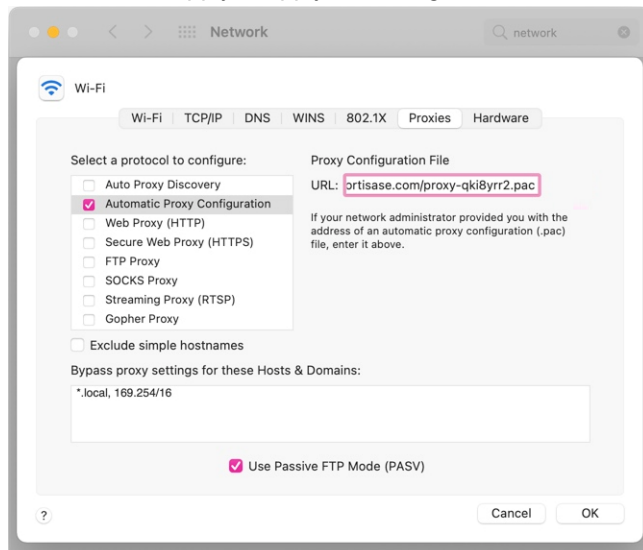 Network
network
Wi-Fi
Wi-Fi TCP/IP DNS WINS 802.1X Proxies Hardware
Select a protocol to configure:
Auto Proxy Discovery
Automatic Proxy Configuration
Web Proxy (HTTP)
Secure Web Proxy (HTTPS)
FTP Proxy
SOCKS Proxy
Streaming Proxy (RTSP)
Gopher Proxy
Proxy Configuration File
URL: ortisase.com/proxy-qki8yrr2.pac
If your network administrator provided you with the
address of an automatic proxy configuration (.pac)
file, enter it above.
Exclude simple hostnames
Bypass proxy settings for these Hosts & Domains:
*.local, 169.254/16
Use Passive FTP Mode (PASV)
?
Cancel OK